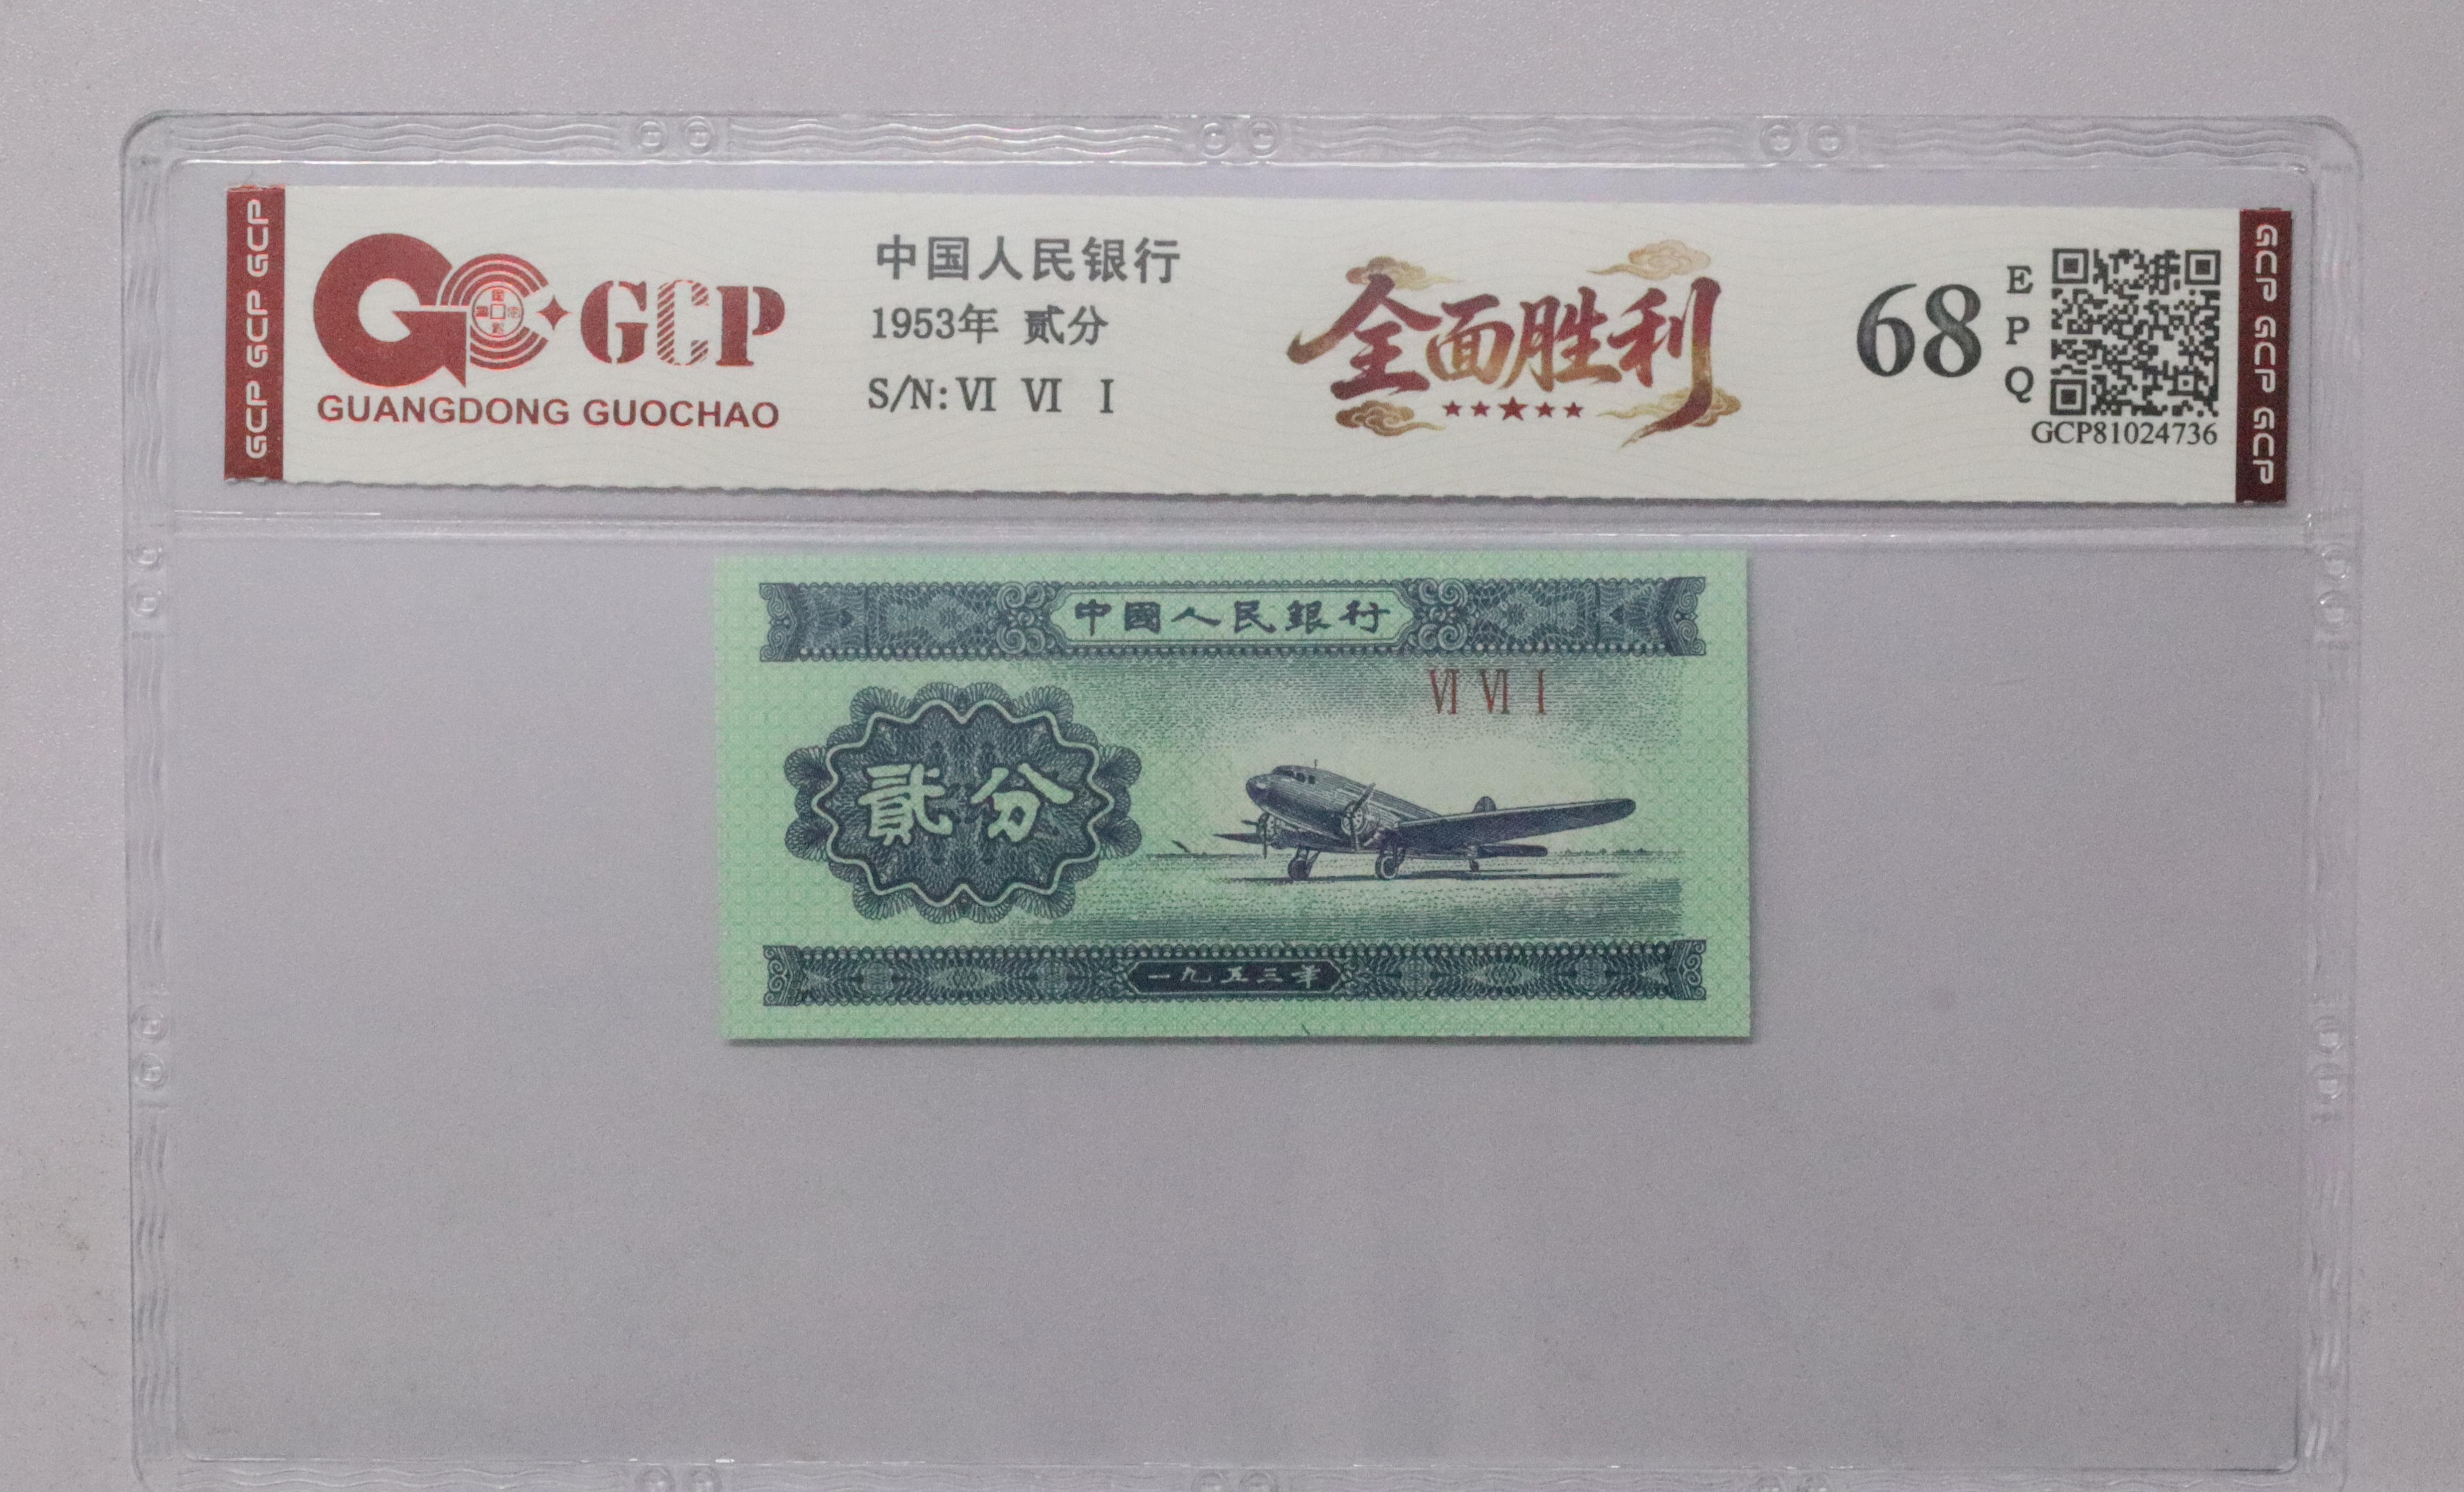 GCP GCP GCP
GCP
GUANGDONG GUOCHAO
中国人民银行
1953年 贰分
S/N: VI VI I
全面胜利
68
E
P
Q
GCP81024736
GCP GCP GCP
中國人民銀行
VI VI I
貳分
一九五三年